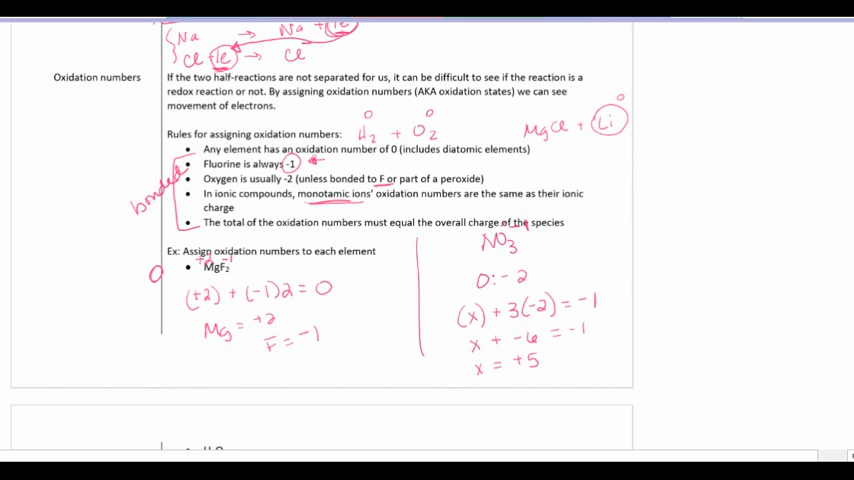 Na → Na + 1e
Cl + 1e → Cl
Oxidation numbers
If the two half-reactions are not separated for us, it can be difficult to see if the reaction is a
redox reaction or not. By assigning oxidation numbers (AKA oxidation states) we can see
movement of electrons.
0 0 0
Rules for assigning oxidation numbers: H2 + O2 MgCl + Li
• Any element has an oxidation number of 0 (includes diatomic elements)
• Fluorine is always -1
• Oxygen is usually -2 (unless bonded to F or part of a peroxide)
• In ionic compounds, monotamic ions' oxidation numbers are the same as their ionic
charge
• The total of the oxidation numbers must equal the overall charge of the species
bonded
Ex: Assign oxidation numbers to each element
+2 -1
0 • MgF2
(+2) + (-1)2 = 0
Mg = +2
F = -1
NO3
O: -2
(x) + 3(-2) = -1
x + -6 = -1
x = +5